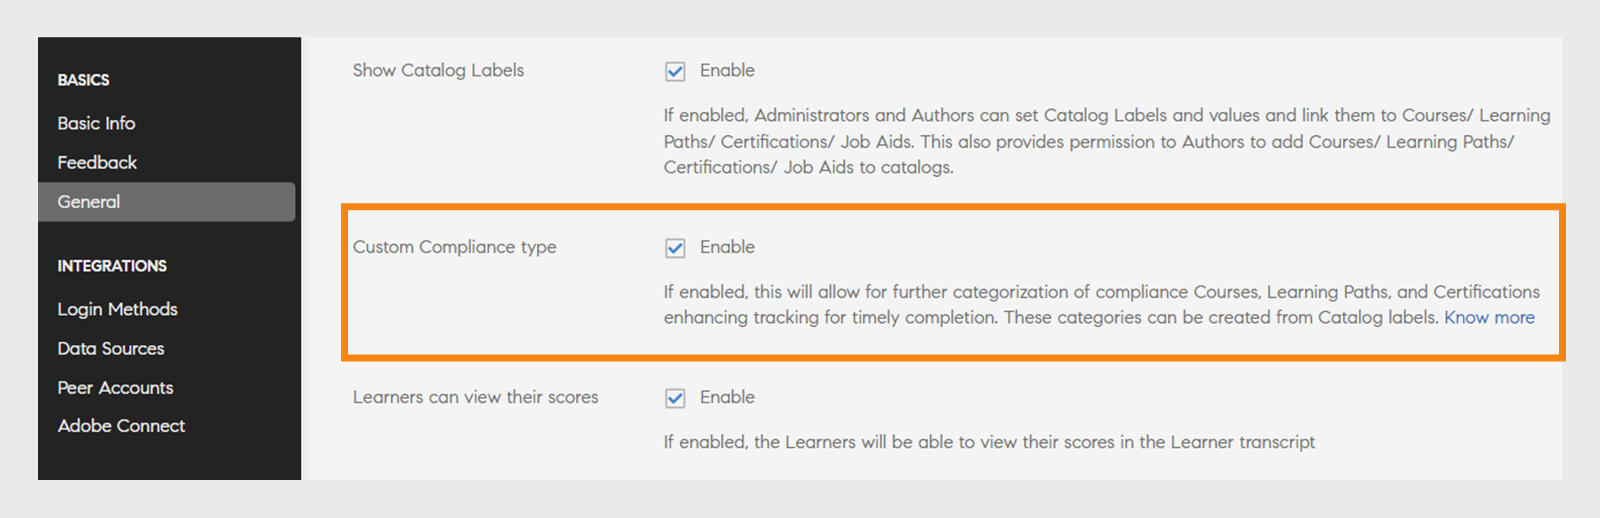 BASICS
Basic Info
Feedback
General
INTEGRATIONS
Login Methods
Data Sources
Peer Accounts
Adobe Connect
Show Catalog Labels
Enable
If enabled, Administrators and Authors can set Catalog Labels and values and link them to Courses/ Learning
Paths/ Certifications/ Job Aids. This also provides permission to Authors to add Courses/ Learning Paths/
Certifications/ Job Aids to catalogs.
Custom Compliance type
Enable
If enabled, this will allow for further categorization of compliance Courses, Learning Paths, and Certifications
enhancing tracking for timely completion. These categories can be created from Catalog labels. Know more
Learners can view their scores
Enable
If enabled, the Learners will be able to view their scores in the Learner transcript